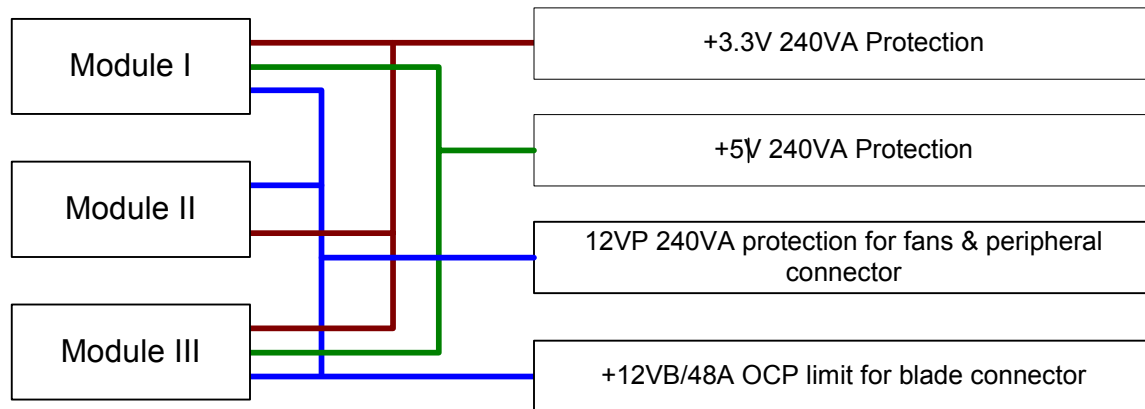 Module I
+3.3V 240VA Protection
+5V 240VA Protection
Module II
12VP 240VA protection for fans & peripheral
connector
Module III
+12VB/48A OCP limit for blade connector